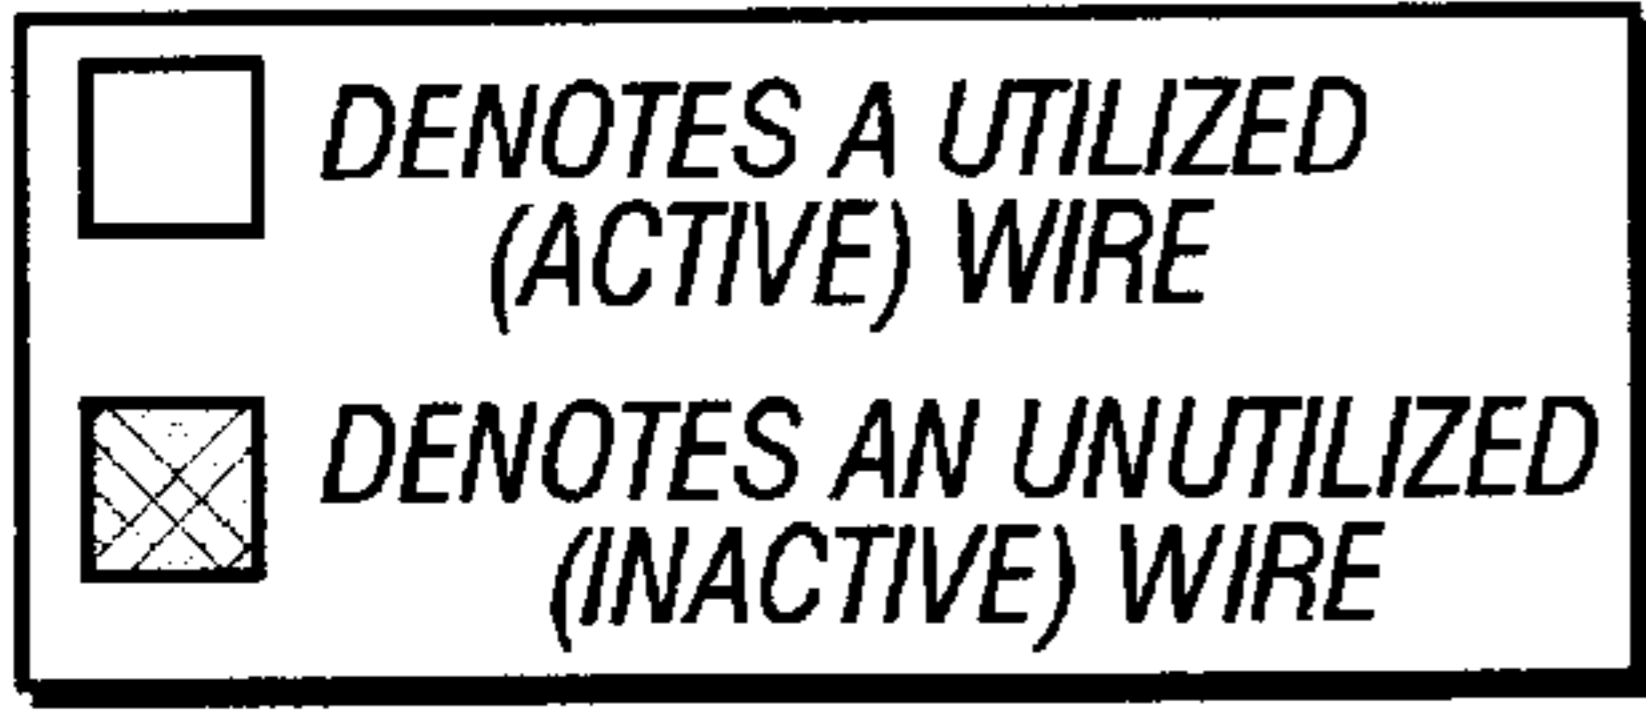 DENOTES A UTILIZED
(ACTIVE) WIRE
DENOTES AN UNUTILIZED
(INACTIVE) WIRE